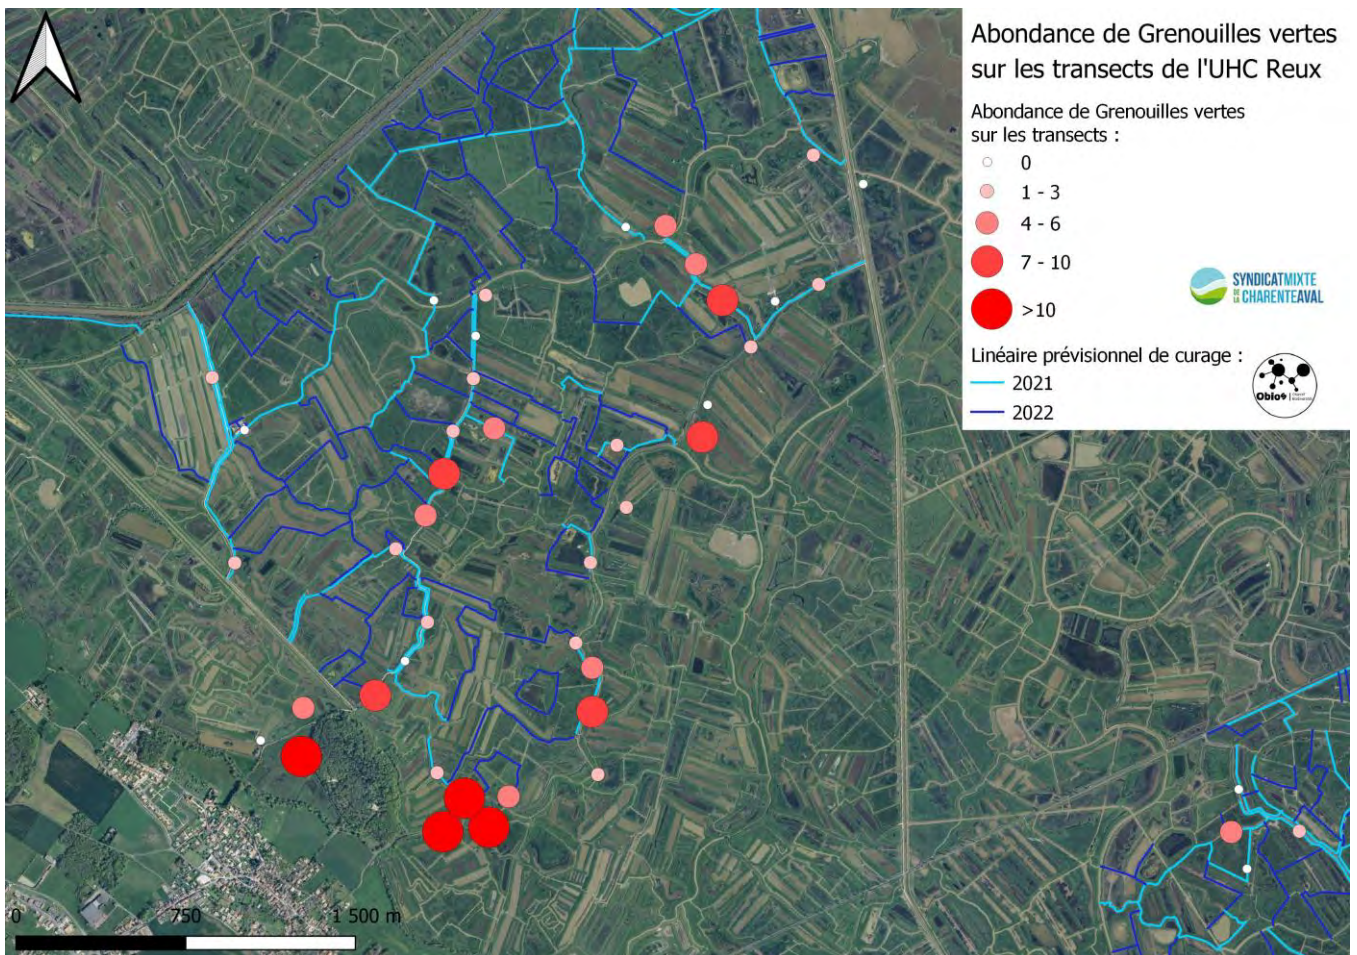 Abondance de Grenouilles vertes
sur les transects de l'UHC Reux
Abondance de Grenouilles vertes
sur les transects :
0
1 - 3
4 - 6
7 - 10
>10
SYNDICATMIXTE
DE LA CHARENTEAVAL
Linéaire prévisionnel de curage :
2021
2022
Obios
0 750 1 500 m